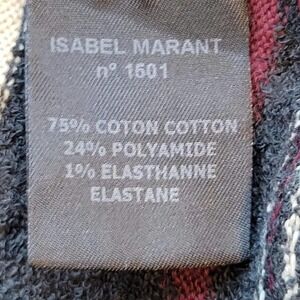 ISABEL MARANT
n° 1601
75% COTON COTTON
24% POLYAMIDE
1% ELASTHANNE
ELASTANE